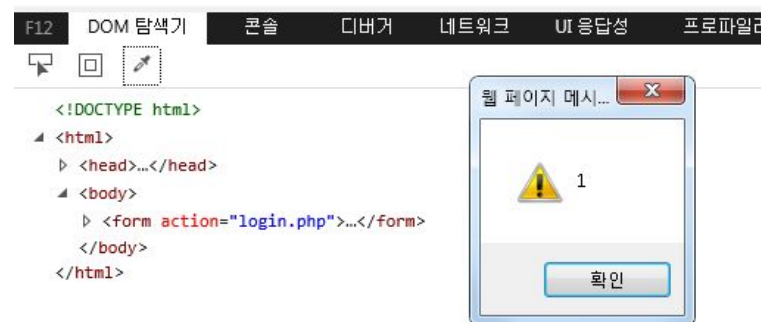 F12 DOM 탐색기 콘솔 디버거 네트워크 UI 응답성 프로파일러
웹 페이지 메시...
<!DOCTYPE html>
<html>
<head>…</head>
1
<body>
<form action="login.php">…</form>
</body>
</html>
확인